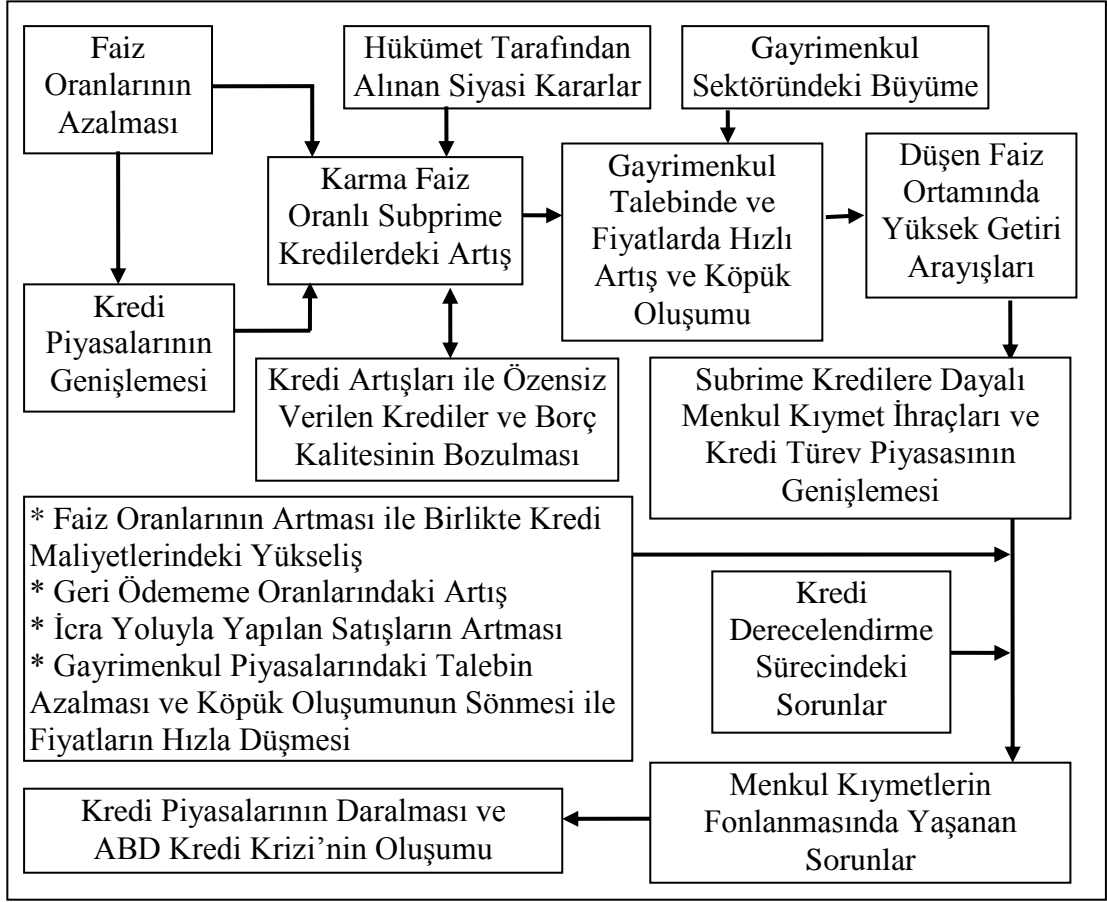 Faiz
Oranlarının
Azalması
Hükümet Tarafından
Alınan Siyasi Kararlar
Gayrimenkul
Sektöründeki Büyüme
Karma Faiz
Oranlı Subprime
Kredilerdeki Artış
Gayrimenkul
Talebinde ve
Fiyatlarda Hızlı
Artış ve Köpük
Oluşumu
Düşen Faiz
Ortamında
Yüksek Getiri
Arayışları
Kredi
Piyasalarının
Genişlemesi
Kredi Artışları ile Özensiz
Verilen Krediler ve Borç
Kalitesinin Bozulması
Subrime Kredilere Dayalı
Menkul Kıymet İhraçları ve
Kredi Türev Piyasasının
Genişlemesi
* Faiz Oranlarının Artması ile Birlikte Kredi
Maliyetlerindeki Yükseliş
* Geri Ödememe Oranlarındaki Artış
* İcra Yoluyla Yapılan Satışların Artması
* Gayrimenkul Piyasalarındaki Talebin
Azalması ve Köpük Oluşumunun Sönmesi ile
Fiyatların Hızla Düşmesi
Kredi
Derecelendirme
Sürecindeki
Sorunlar
Menkul Kıymetlerin
Fonlanmasında Yaşanan
Sorunlar
Kredi Piyasalarının Daralması ve
ABD Kredi Krizi’nin Oluşumu